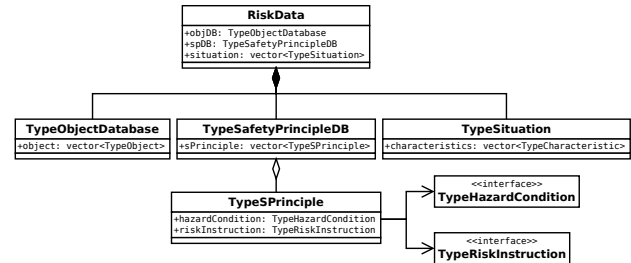 RiskData
+objDB: TypeObjectDatabase
+spDB: TypeSafetyPrincipleDB
+situation: vector<TypeSituation>
TypeObjectDatabase
+object: vector<TypeObject>
TypeSafetyPrincipleDB
+sPrinciple: vector<TypeSPrinciple>
TypeSituation
+characteristics: vector<TypeCharacteristic>
TypeSPrinciple
+hazardCondition: TypeHazardCondition
+riskInstruction: TypeRiskInstruction
<<interface>>
TypeHazardCondition
<<interface>>
TypeRiskInstruction